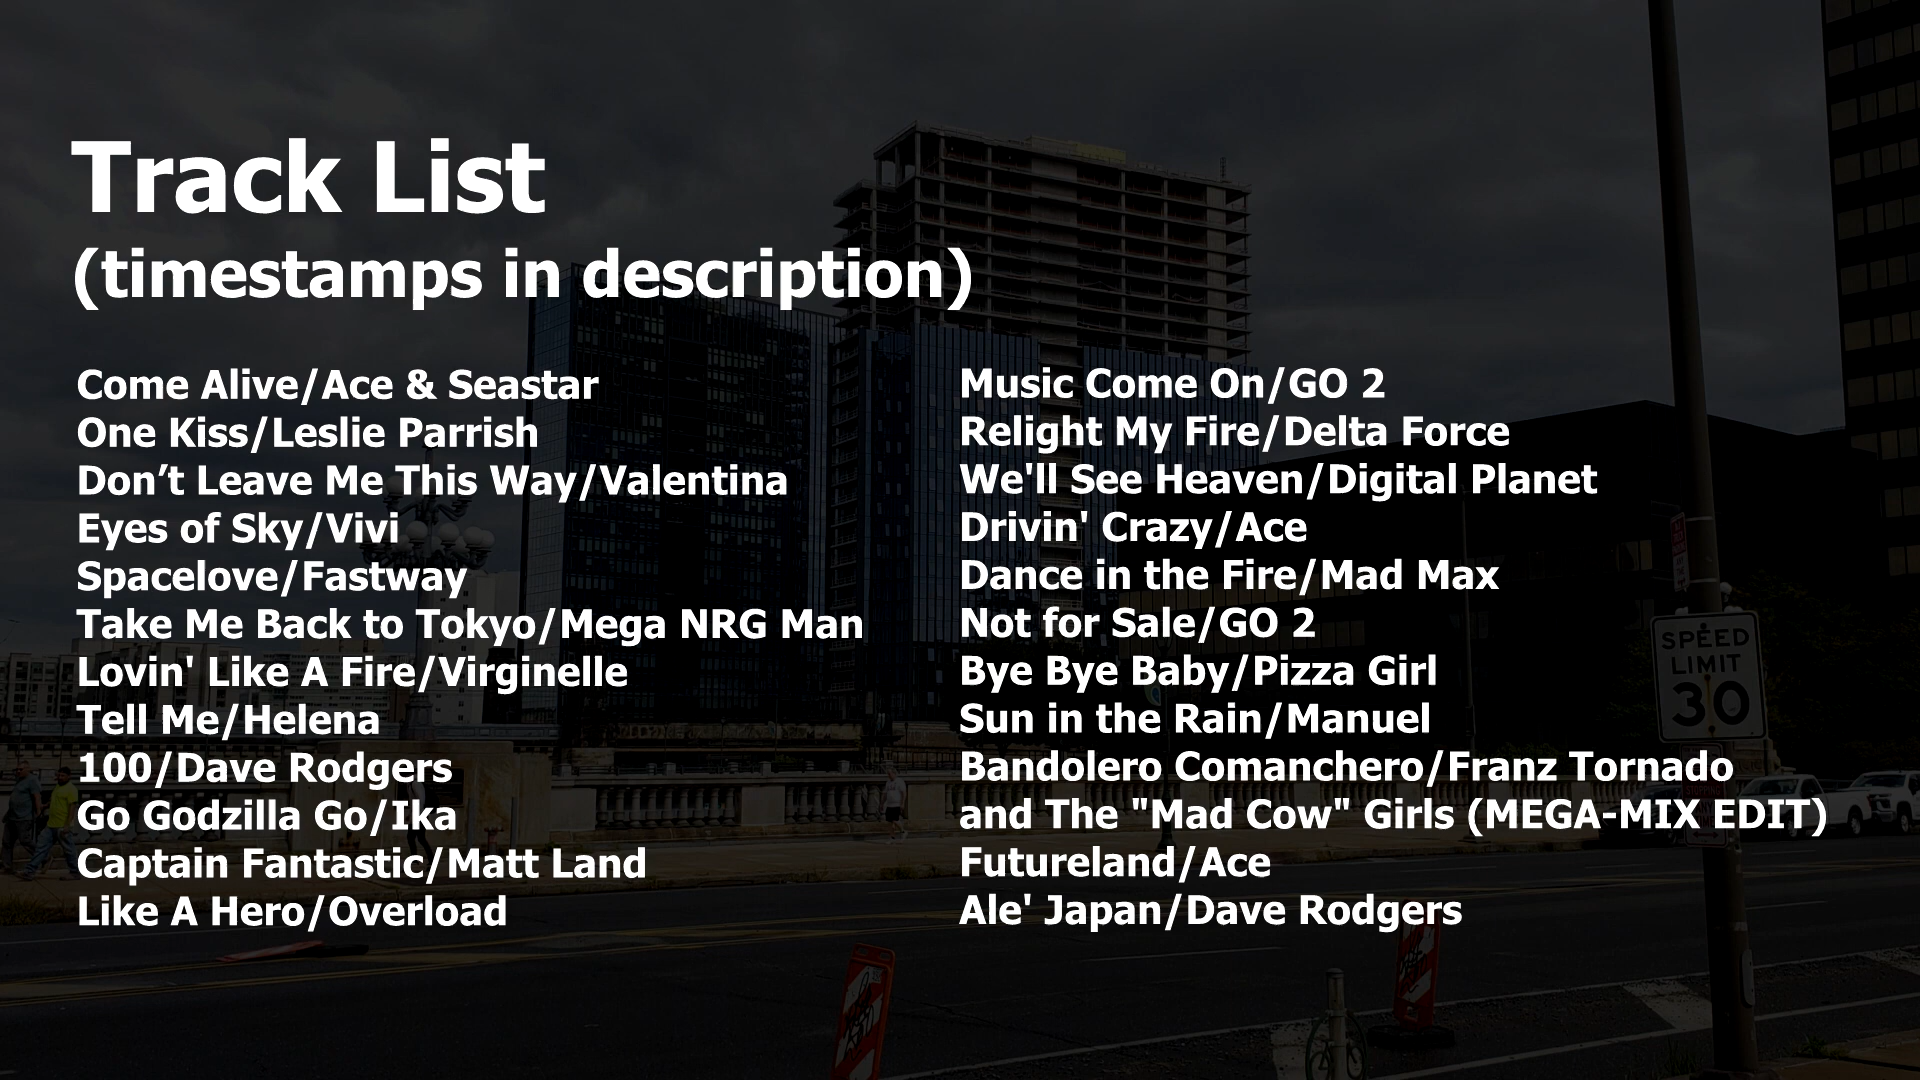 Track List
(timestamps in description)
Come Alive/Ace & Seastar
One Kiss/Leslie Parrish
Don’t Leave Me This Way/Valentina
Eyes of Sky/Vivi
Spacelove/Fastway
Take Me Back to Tokyo/Mega NRG Man
Lovin' Like A Fire/Virginelle
Tell Me/Helena
100/Dave Rodgers
Go Godzilla Go/Ika
Captain Fantastic/Matt Land
Like A Hero/Overload
Music Come On/GO 2
Relight My Fire/Delta Force
We'll See Heaven/Digital Planet
Drivin' Crazy/Ace
Dance in the Fire/Mad Max
Not for Sale/GO 2
Bye Bye Baby/Pizza Girl
Sun in the Rain/Manuel
Bandolero Comanchero/Franz Tornado
and The "Mad Cow" Girls (MEGA-MIX EDIT)
Futureland/Ace
Ale' Japan/Dave Rodgers
SPEED
LIMIT
30